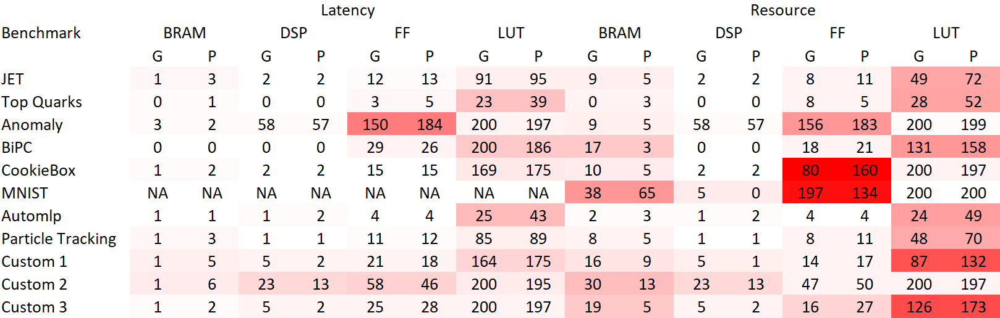 Latency Resource
Benchmark BRAM DSP FF LUT BRAM DSP FF LUT
G P G P G P G P G P G P G P G P
JET 1 3 2 2 12 13 91 95 9 5 2 2 8 11 49 72
Top Quarks 0 1 0 0 3 5 23 39 0 3 0 0 8 5 28 52
Anomaly 3 2 58 57 150 184 200 197 9 5 58 57 156 183 200 199
BiPC 0 0 0 0 29 26 200 186 17 3 0 0 18 21 131 158
CookieBox 1 2 2 2 15 15 169 175 10 5 2 2 80 160 200 197
MNIST NA NA NA NA NA NA NA NA 38 65 5 0 197 134 200 200
Automlp 1 1 1 2 4 4 25 43 2 3 1 2 4 4 24 49
Particle Tracking 1 3 1 1 11 12 85 89 8 5 1 1 8 11 48 70
Custom 1 1 5 5 2 21 18 164 175 16 9 5 1 14 17 87 132
Custom 2 1 6 23 13 58 46 200 195 30 13 23 13 47 50 200 197
Custom 3 1 2 5 2 25 28 200 197 19 5 5 2 16 27 126 173